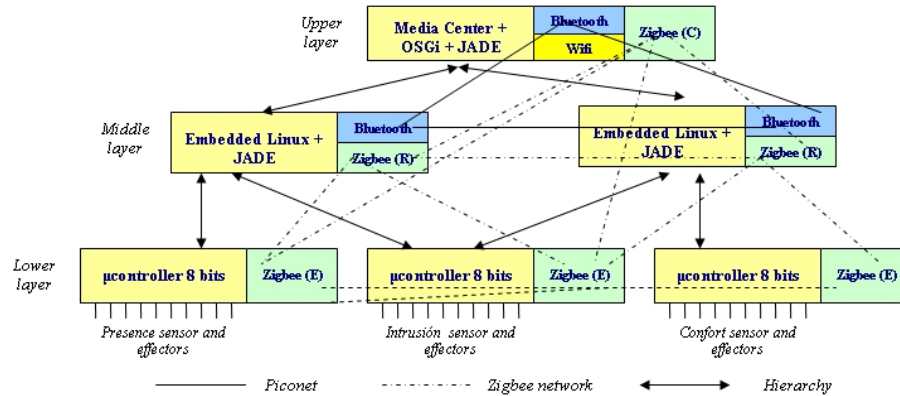 Upper
layer
Media Center +
OSGi + JADE
Bluetooth
Wifi
Zigbee (C)
Middle
layer
Embedded Linux +
JADE
Bluetooth
Zigbee (R)
Embedded Linux +
JADE
Bluetooth
Zigbee (R)
Lower
layer
µcontroller 8 bits
Zigbee (E)
µcontroller 8 bits
Zigbee (E)
µcontroller 8 bits
Zigbee (E)
Presence sensor and
effectors
Intrusión sensor and
effectors
Confort sensor and
effectors
Piconet
Zigbee network
Hierarchy